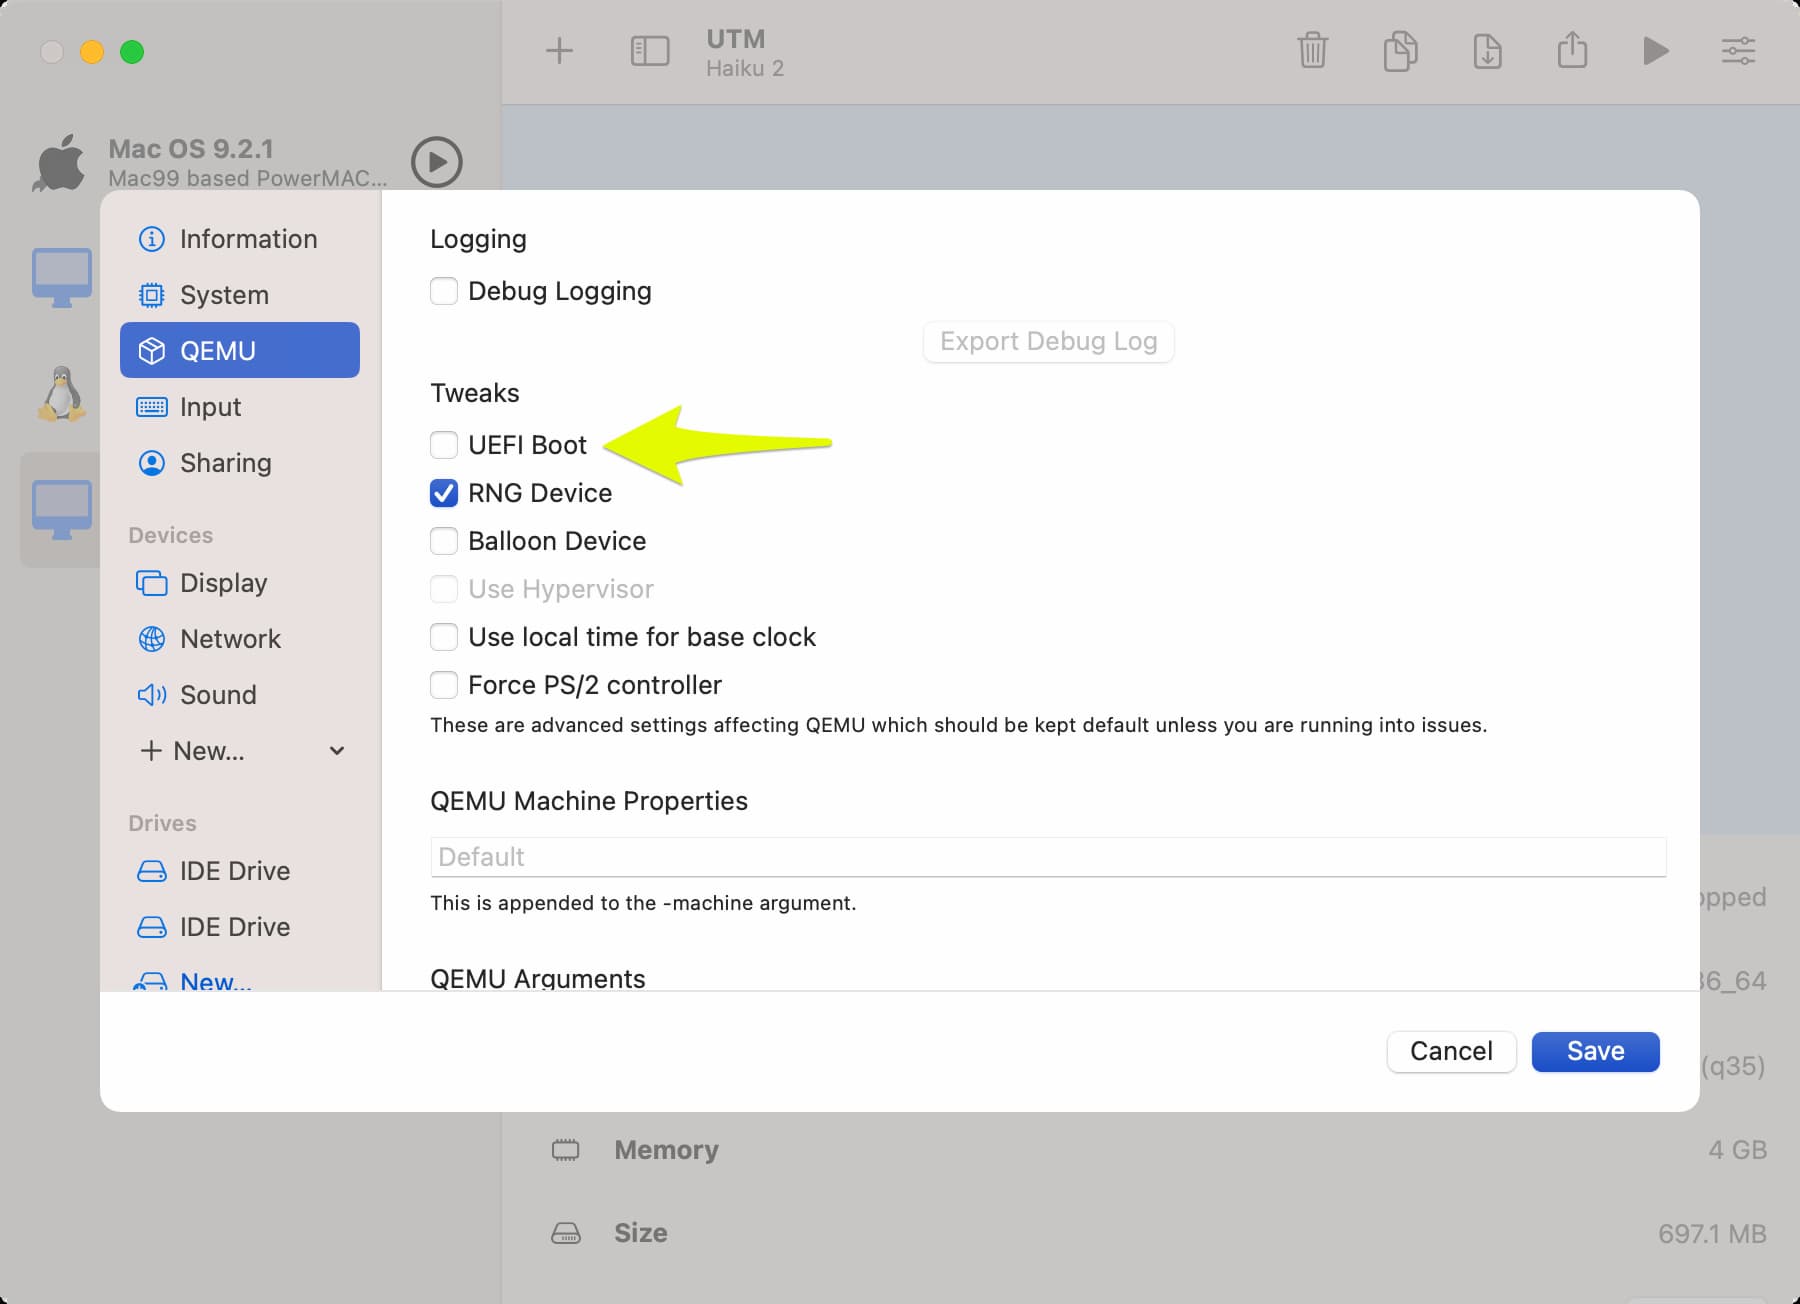 UTM
Haiku 2
Mac OS 9.2.1
Mac99 based PowerMAC...
Information
System
QEMU
Input
Sharing
Devices
Display
Network
Sound
New...
Drives
IDE Drive
IDE Drive
New...
Logging
Debug Logging
Export Debug Log
Tweaks
UEFI Boot
RNG Device
Balloon Device
Use Hypervisor
Use local time for base clock
Force PS/2 controller
These are advanced settings affecting QEMU which should be kept default unless you are running into issues.
QEMU Machine Properties
Default
This is appended to the -machine argument.
QEMU Arguments
Cancel
Save
opped
86_64
(q35)
Memory
4 GB
Size
697.1 MB